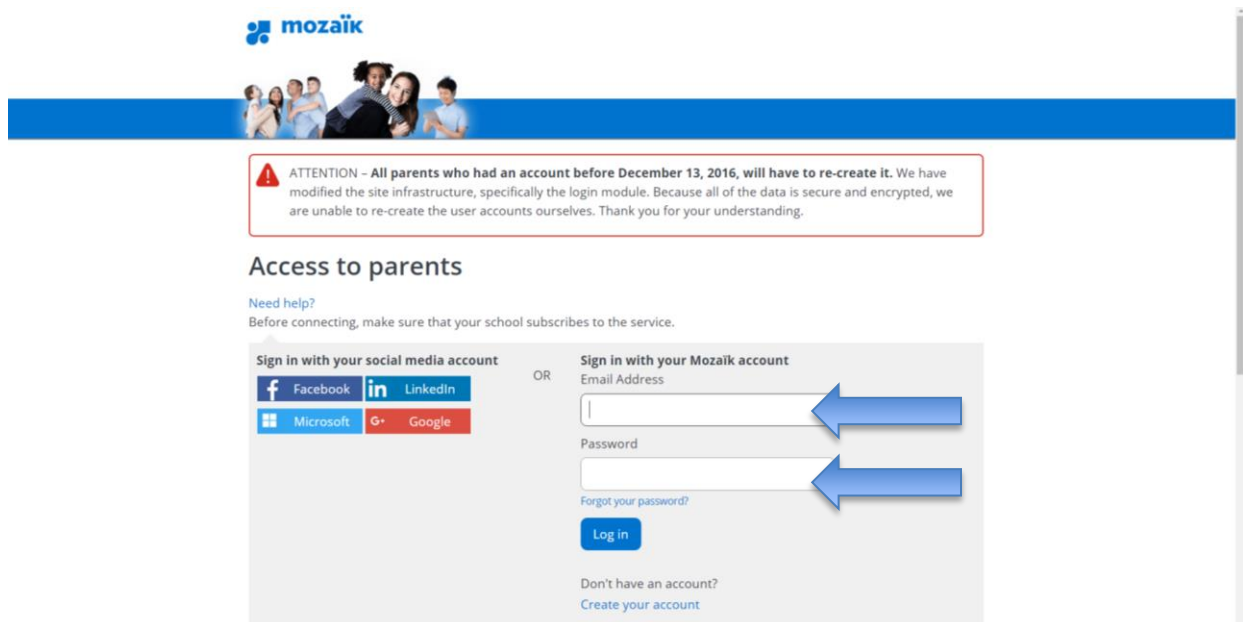 mozaïk
ATTENTION – All parents who had an account before December 13, 2016, will have to re-create it. We have
modified the site infrastructure, specifically the login module. Because all of the data is secure and encrypted, we
are unable to re-create the user accounts ourselves. Thank you for your understanding.
Access to parents
Need help?
Before connecting, make sure that your school subscribes to the service.
Sign in with your social media account
Facebook
LinkedIn
Microsoft
Google
OR
Sign in with your Mozaïk account
Email Address
Password
Forgot your password?
Log in
Don't have an account?
Create your account